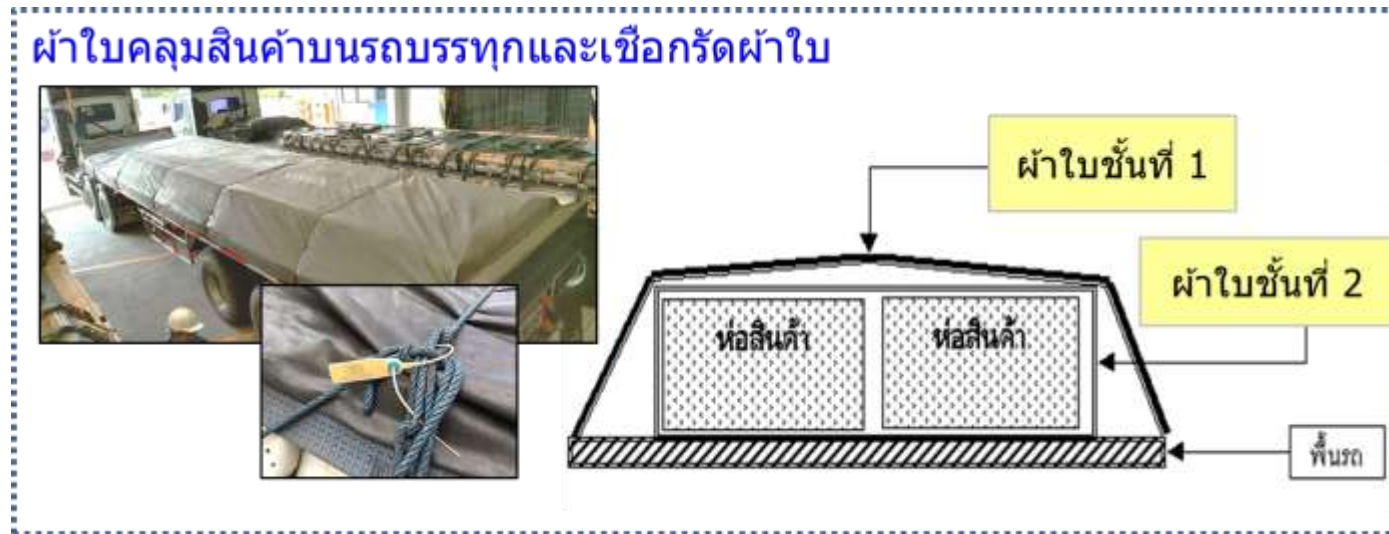 ผ้าใบคลุมสินค้าบนรถบรรทุกและเชือกรัดผ้าใบ
ผ้าใบชั้นที่ 1
ผ้าใบชั้นที่ 2
ห่อสินค้า
ห่อสินค้า
พื้นรถ